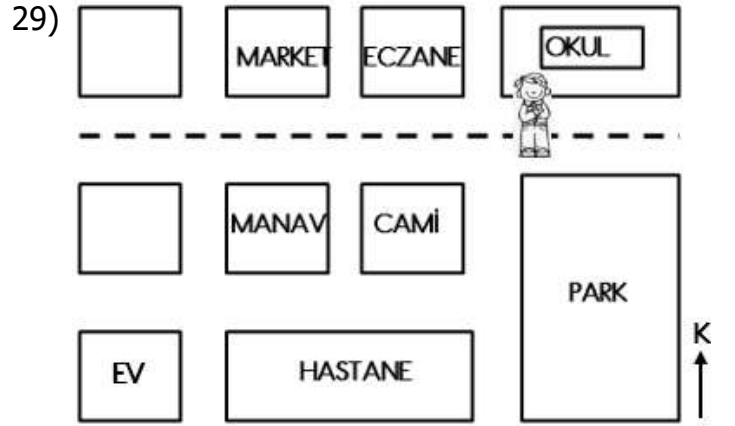 29)
MARKET ECZANE OKUL
MANAV CAMİ
PARK
K
EV HASTANE